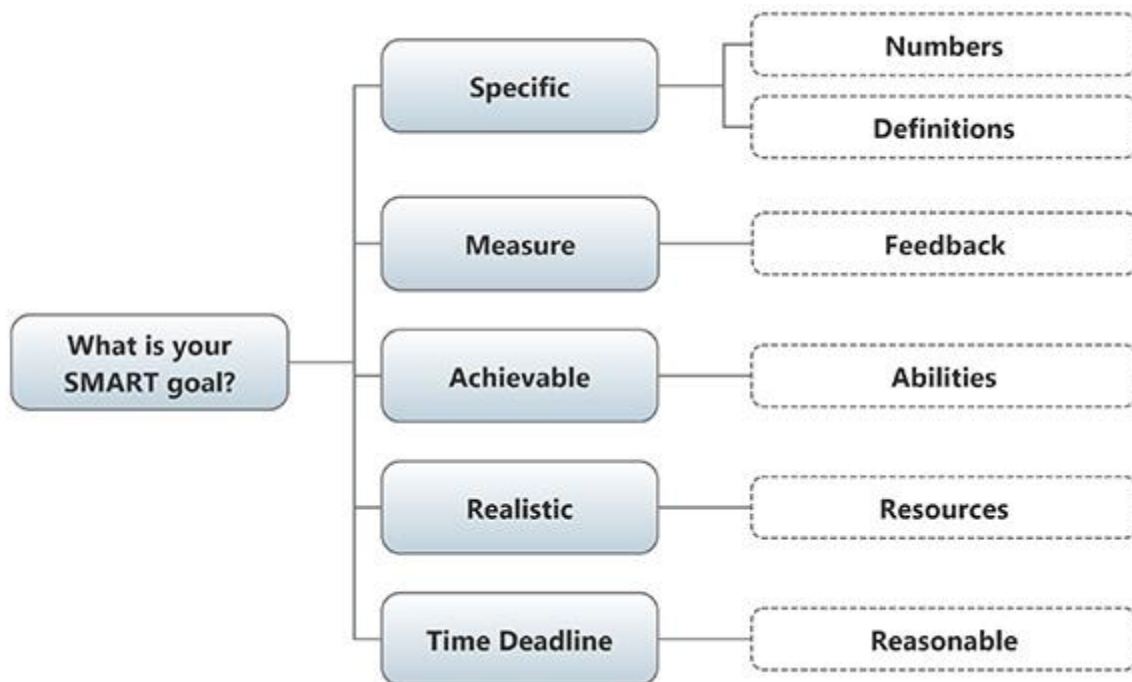 What is your
SMART goal?
Specific
Numbers
Definitions
Measure
Feedback
Achievable
Abilities
Realistic
Resources
Time Deadline
Reasonable